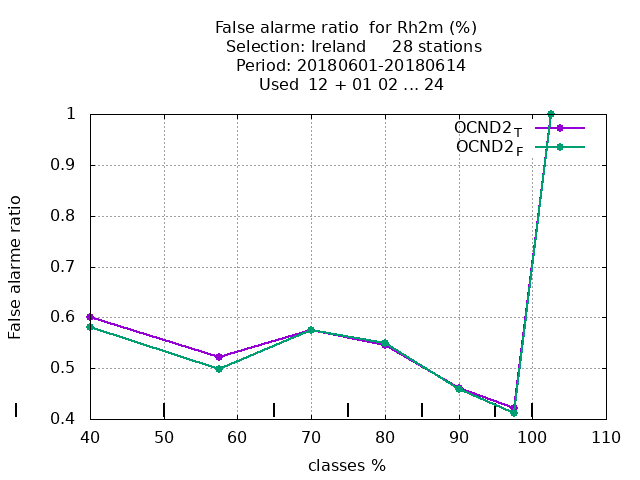 False alarme ratio  for Rh2m (%)
Selection: Ireland     28 stations
Period: 20180601-20180614
Used  12 + 01 02 ... 24
OCND2_T
OCND2_F
False alarme ratio
1
0.9
0.8
0.7
0.6
0.5
0.4
40 50 60 70 80 90 100 110
classes %